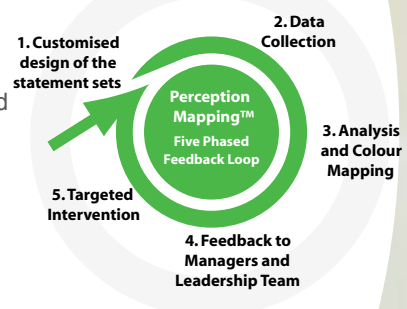 1. Customised
design of the
statement sets
2. Data
Collection
d
Perception
Mapping™
Five Phased
Feedback Loop
3. Analysis
and Colour
Mapping
5. Targeted
Intervention
4. Feedback to
Managers and
Leadership Team